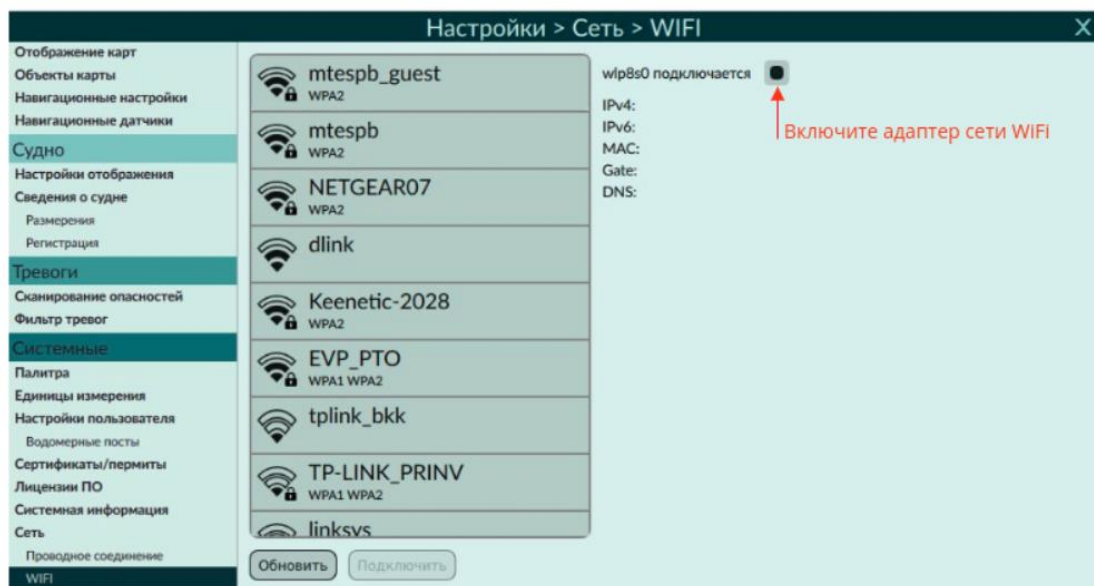 Настройки > Сеть > WIFI
X
Отображение карт
Объекты карты
Навигационные настройки
Навигационные датчики
Судно
Настройки отображения
Сведения о судне
Размерения
Регистрация
Тревоги
Сканирование опасностей
Фильтр тревог
Системные
Палитра
Единицы измерения
Настройки пользователя
Водомерные посты
Сертификаты/пермиты
Лицензии ПО
Системная информация
Сеть
Проводное соединение
WIFI
mtespb_guest
WPA2
mtespb
WPA2
NETGEAR07
WPA2
dlink
Keenetic-2028
WPA2
EVP_PTO
WPA1 WPA2
tplink_bkk
TP-LINK_PRINV
WPA1 WPA2
linksys
Обновить
Подключить
wlp8s0 подключается
IPv4:
IPv6:
MAC:
Gate:
DNS:
Включите адаптер сети WiFi